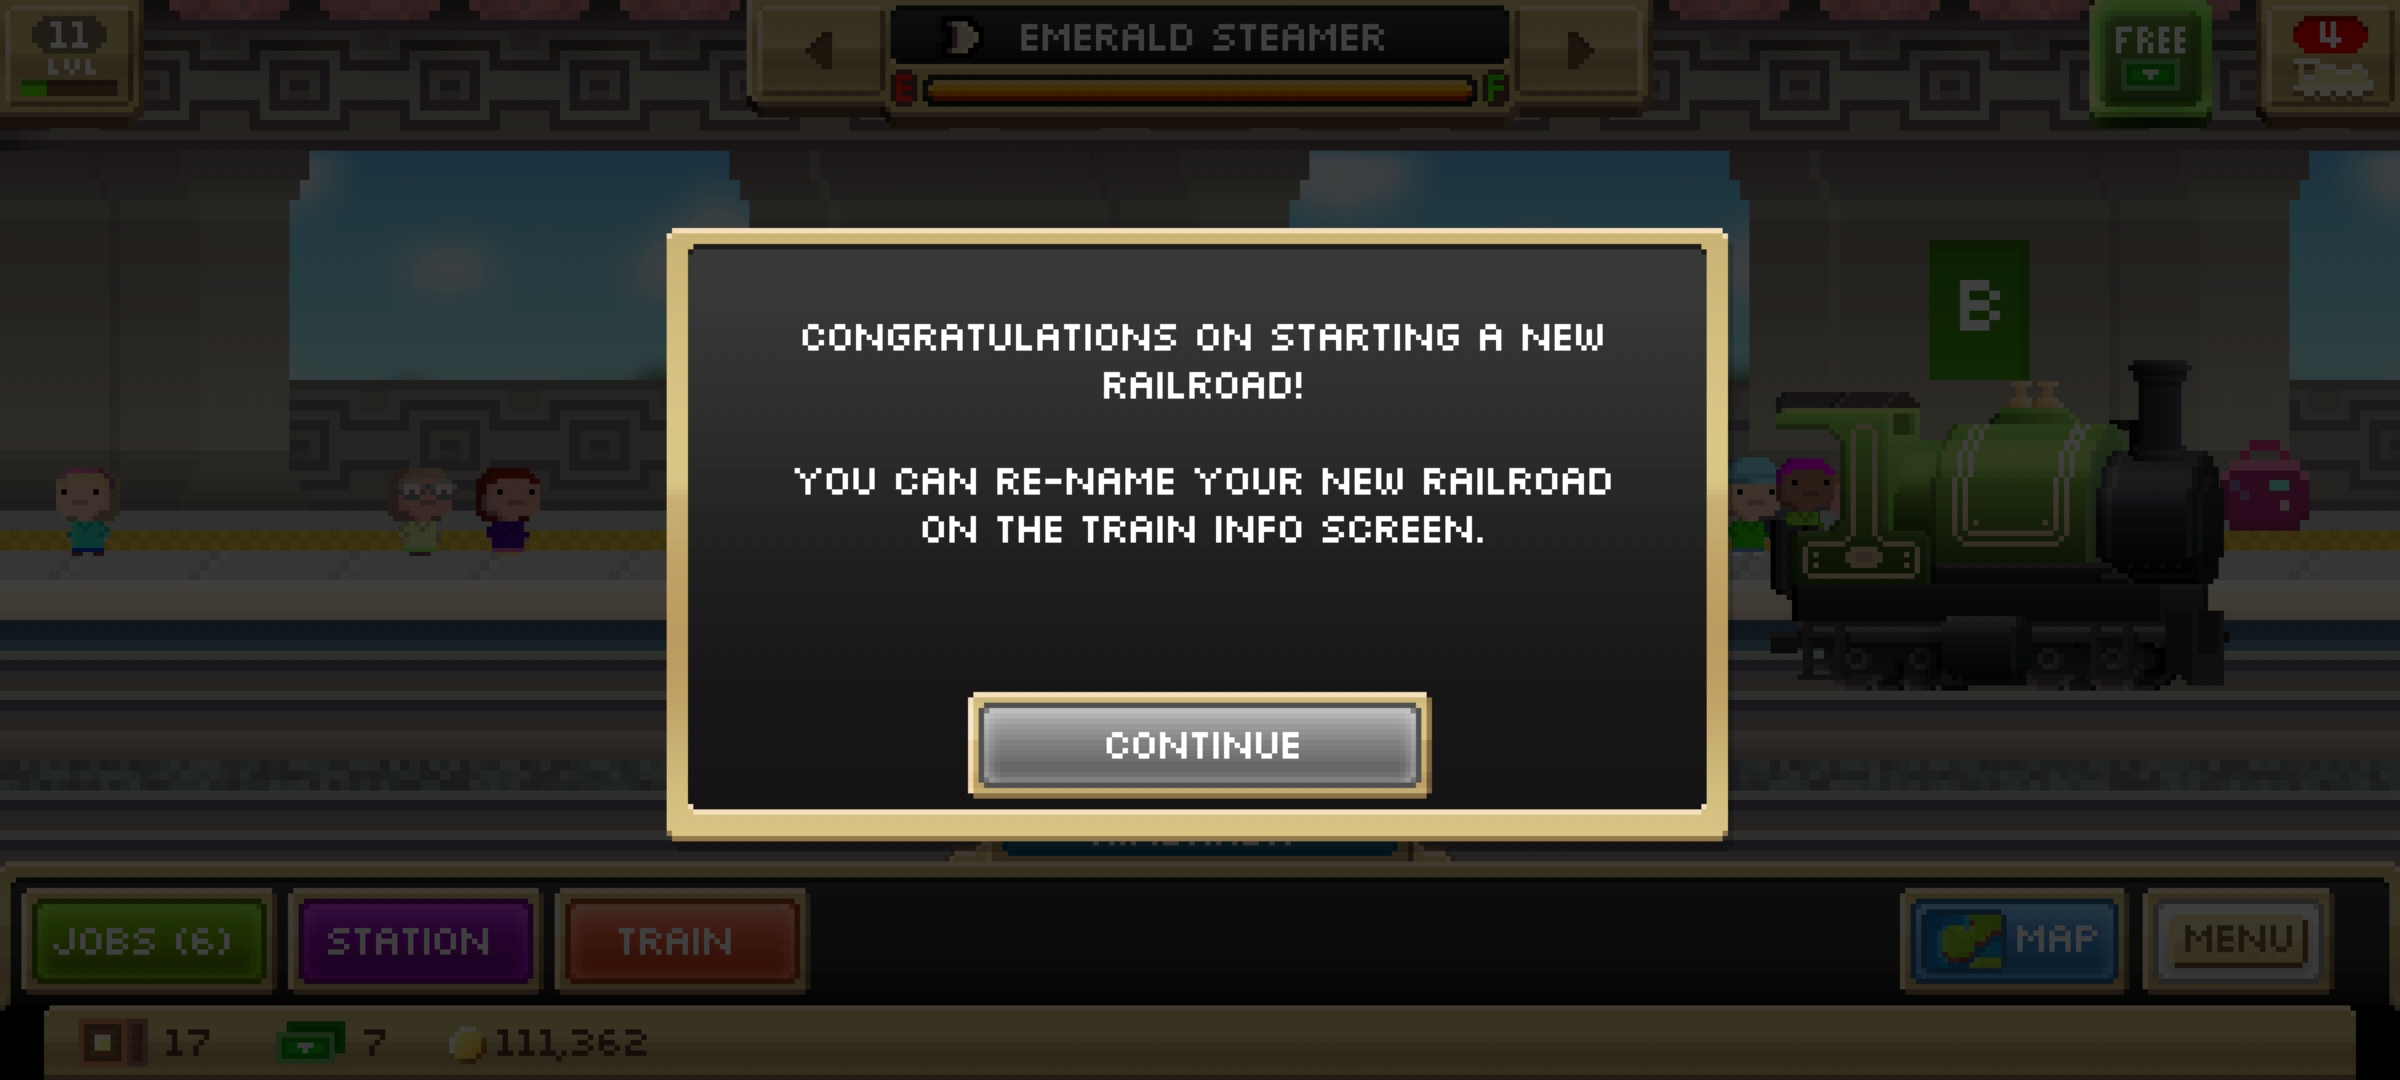 11
LVL
EMERALD STEAMER
E
F
FREE
4
B
CONGRATULATIONS ON STARTING A NEW
RAILROAD!
YOU CAN RE-NAME YOUR NEW RAILROAD
ON THE TRAIN INFO SCREEN.
CONTINUE
JOBS (6)
STATION
TRAIN
MAP
MENU
17
7
111,362